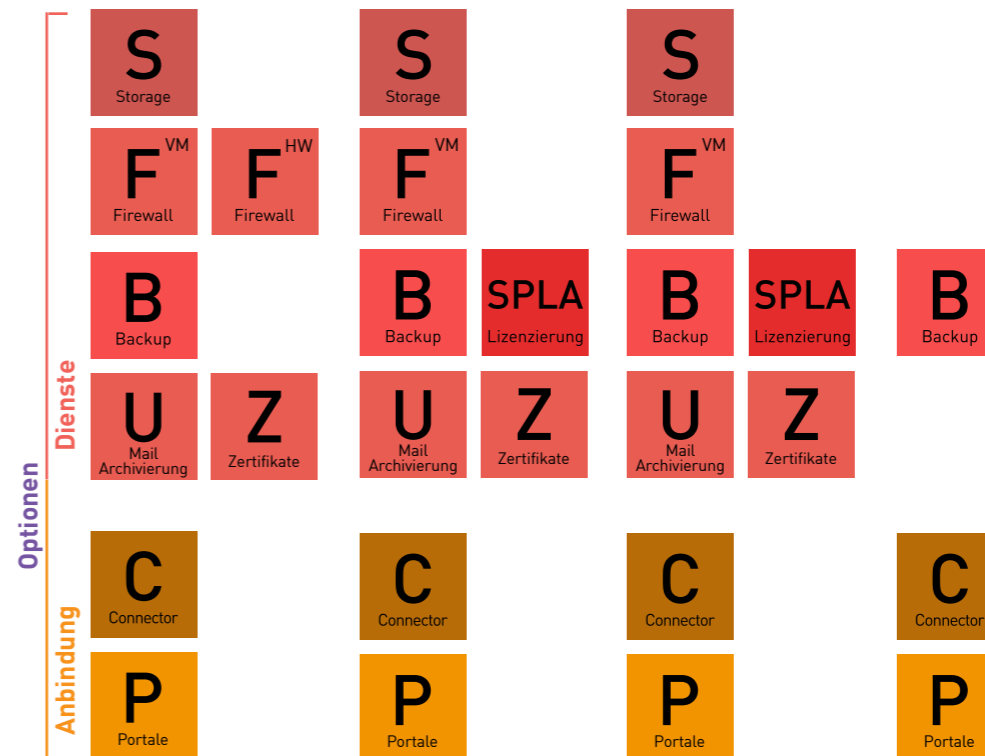 S
Storage
S
Storage
S
Storage
F VM
Firewall
F HW
Firewall
F VM
Firewall
F VM
Firewall
B
Backup
B
Backup
SPLA
Lizenzierung
B
Backup
SPLA
Lizenzierung
B
Backup
Dienste
U
Mail
Archivierung
Z
Zertifikate
U
Mail
Archivierung
Z
Zertifikate
U
Mail
Archivierung
Z
Zertifikate
Optionen
C
Connector
C
Connector
C
Connector
C
Connector
Anbindung
P
Portale
P
Portale
P
Portale
P
Portale